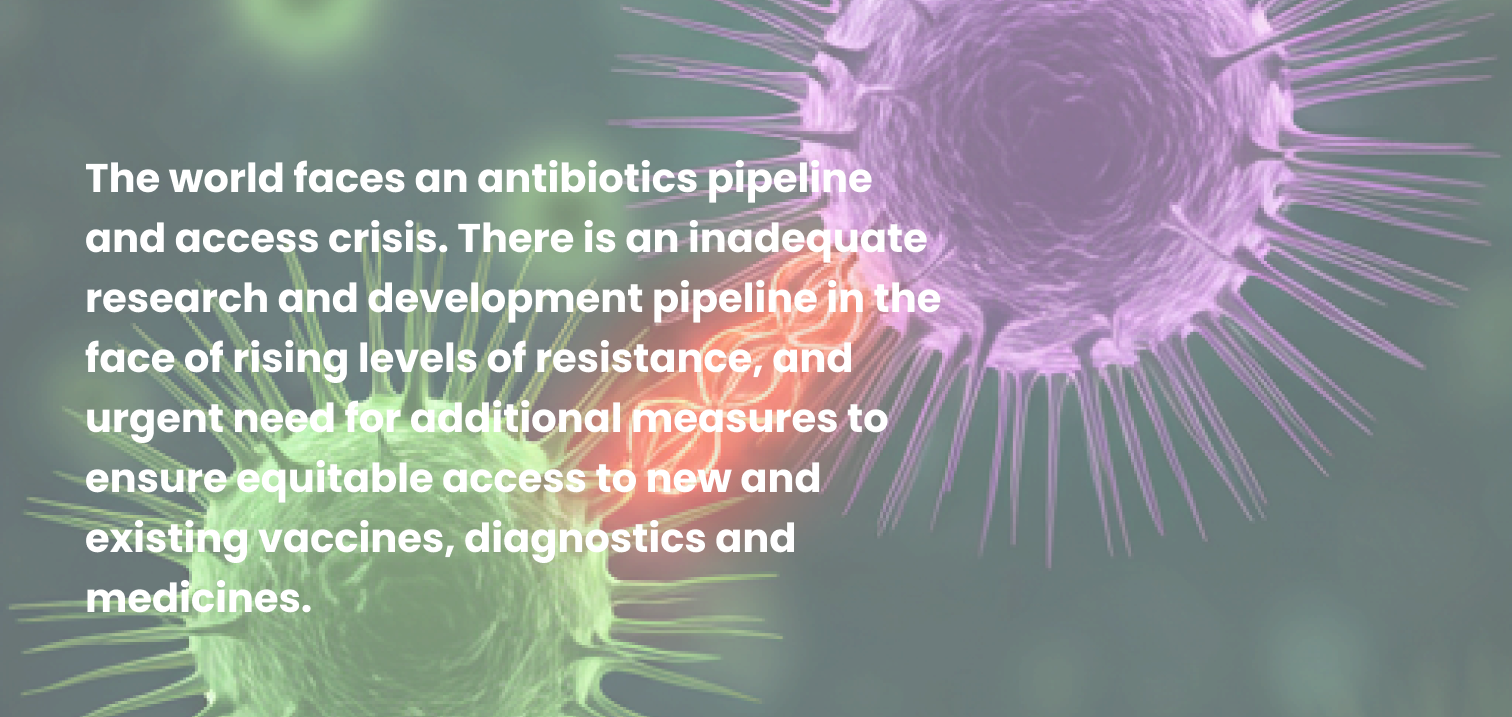 The world faces an antibiotics pipeline
and access crisis. There is an inadequate
research and development pipeline in the
face of rising levels of resistance, and
urgent need for additional measures to
ensure equitable access to new and
existing vaccines, diagnostics and
medicines.